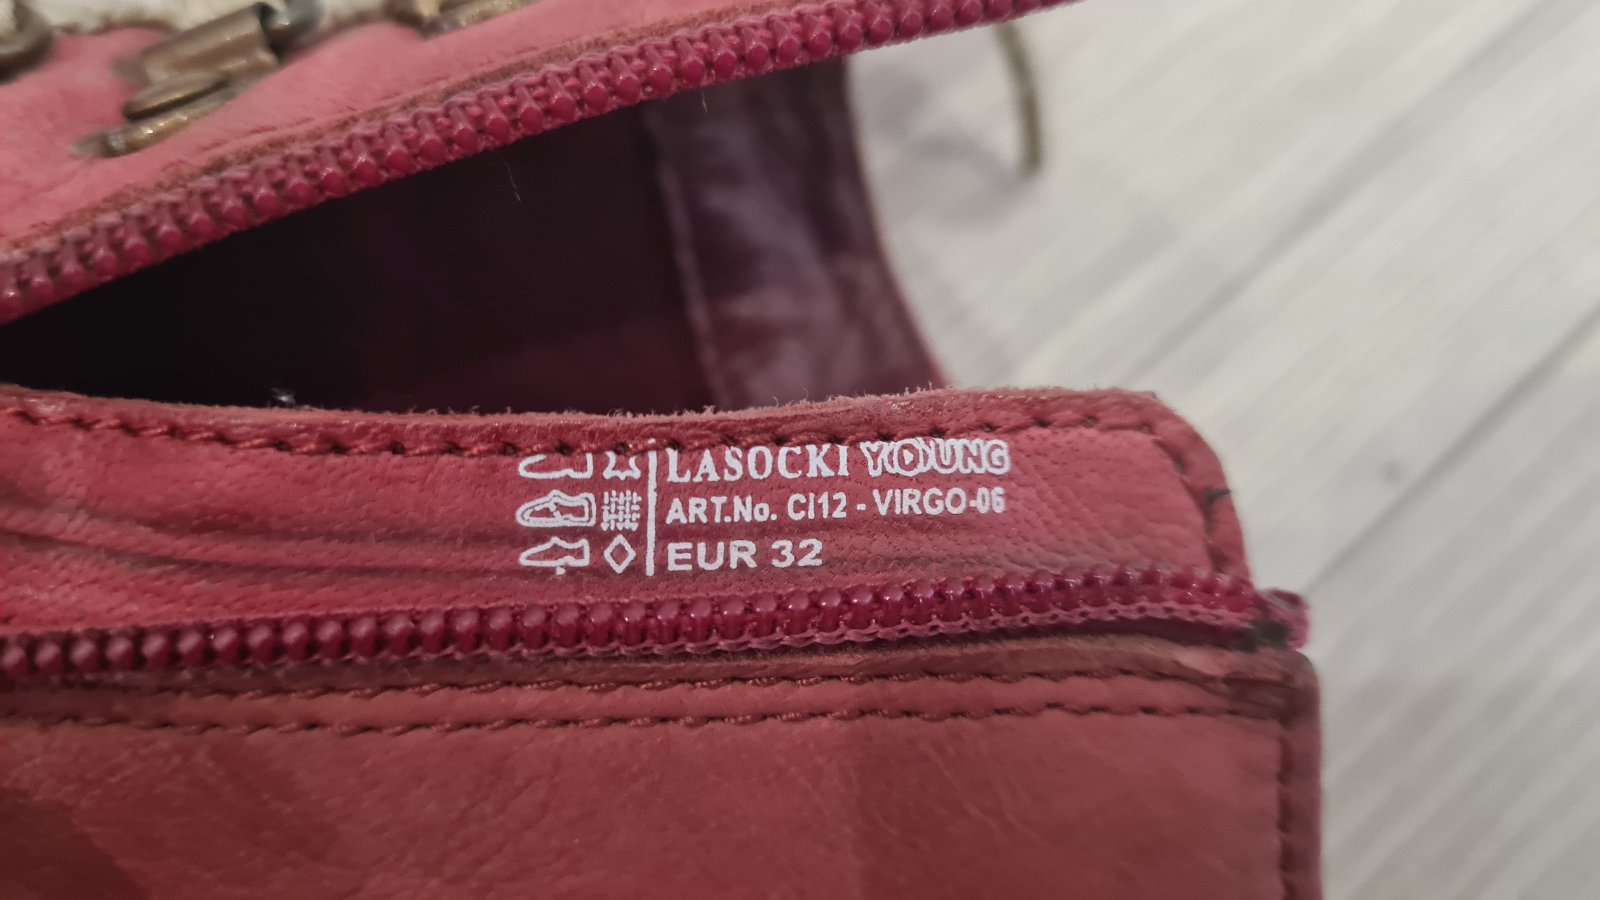 LASOCKI YOUNG
ART.No. CI12 - VIRGO-06
EUR 32